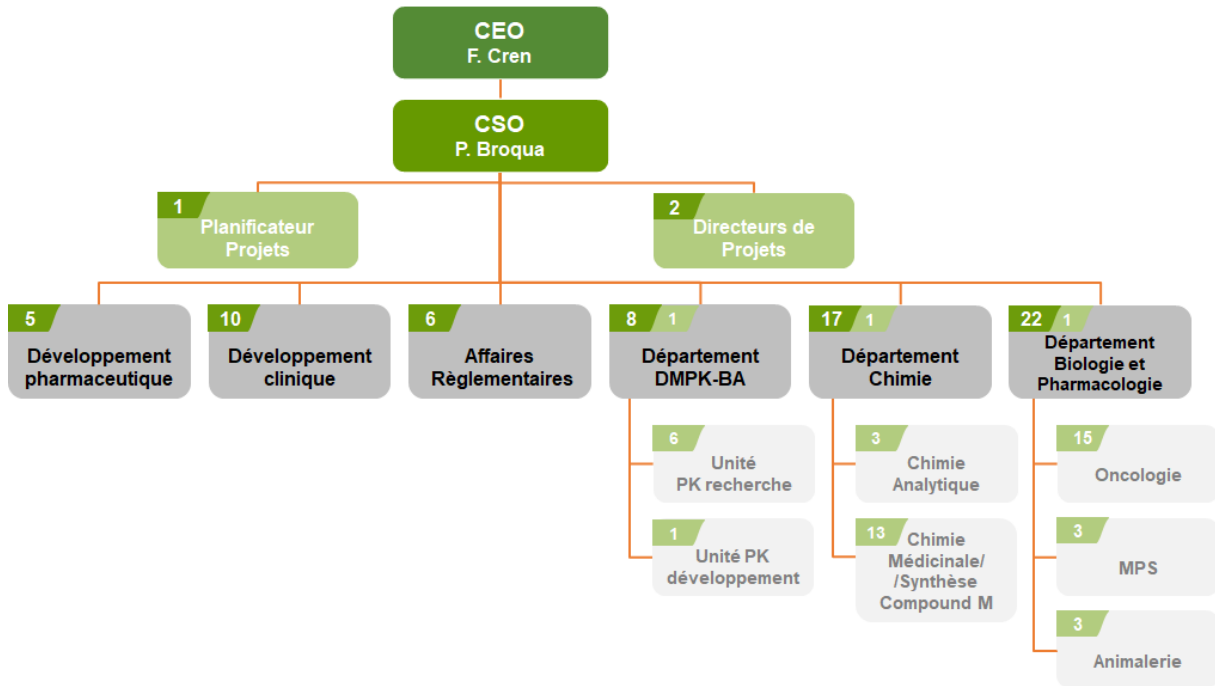 CEO
F. Cren
CSO
P. Broqua
1
Planificateur
Projets
2
Directeurs de
Projets
5
Développement
pharmaceutique
10
Développement
clinique
6
Affaires
Règlementaires
8 1
Département
DMPK-BA
17 1
Département
Chimie
22 1
Département
Biologie et
Pharmacologie
6
Unité
PK recherche
1
Unité PK
développement
3
Chimie
Analytique
13
Chimie
Médicinale/
/Synthèse
Compound M
15
Oncologie
3
MPS
3
Animalerie